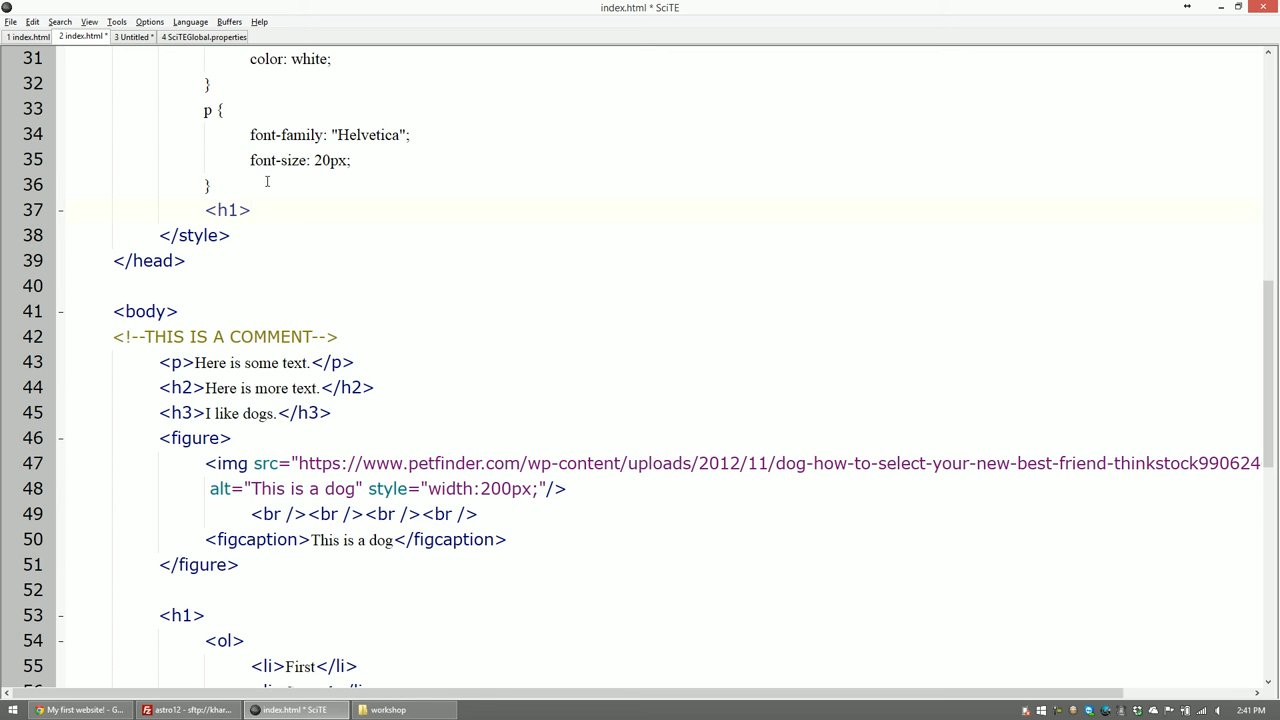 index.html * SciTE
File Edit Search View Tools Options Language Buffers Help
1 index.html 2 index.html * 3 Untitled * 4 SciTEGlobal.properties
31 color: white;
32 }
33 p {
34 font-family: "Helvetica";
35 font-size: 20px;
36 }
37 <h1>
38 </style>
39 </head>
40
41 <body>
42 <!--THIS IS A COMMENT-->
43 <p>Here is some text.</p>
44 <h2>Here is more text.</h2>
45 <h3>I like dogs.</h3>
46 <figure>
47 <img src="https://www.petfinder.com/wp-content/uploads/2012/11/dog-how-to-select-your-new-best-friend-thinkstock990624
48 alt="This is a dog" style="width:200px;"/>
49 <br /><br /><br /><br />
50 <figcaption>This is a dog</figcaption>
51 </figure>
52
53 <h1>
54 <ol>
55 <li>First</li>
My first website! - G... astro12 - sftp://khar... index.html * SciTE workshop 2:41 PM